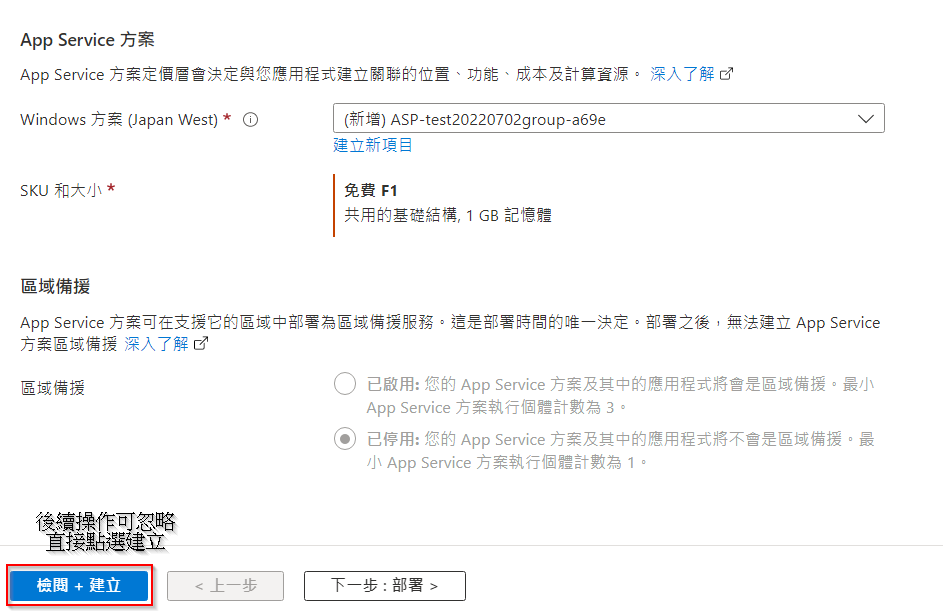 App Service 方案
App Service 方案定價層會決定與您應用程式建立關聯的位置、功能、成本及計算資源。 深入了解
Windows 方案 (Japan West) *
(新增) ASP-test20220702group-a69e
建立新項目
SKU 和大小 *
免費 F1
共用的基礎結構, 1 GB 記憶體
區域備援
App Service 方案可在支援它的區域中部署為區域備援服務。這是部署時間的唯一決定。部署之後，無法建立 App Service
方案區域備援 深入了解
區域備援
已啟用: 您的 App Service 方案及其中的應用程式將會是區域備援。最小
App Service 方案執行個體計數為 3。
已停用: 您的 App Service 方案及其中的應用程式將不會是區域備援。最
小 App Service 方案執行個體計數為 1。
後續操作可忽略
直接點選建立
檢閱 + 建立
< 上一步
下一步 : 部署 >